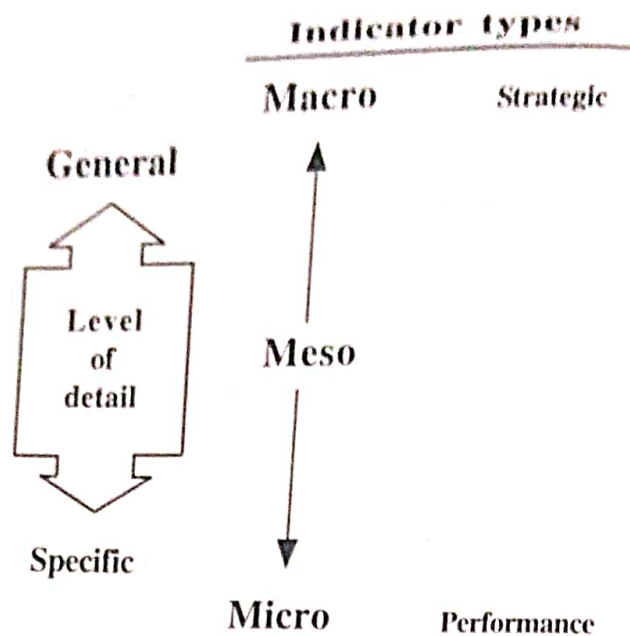 Indicator types
Macro Strategic
General
Level
of
detail
Meso
Specific
Micro Performance